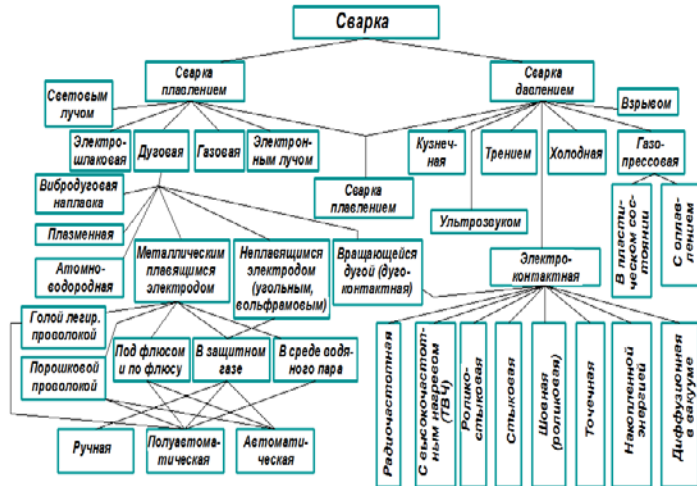 Сварка
Сварка
плавлением
Сварка
давлением
Световым
лучом
Взрывом
Электро-
шлаковая
Дуговая
Газовая
Электрон-
ным лучом
Кузнеч-
ная
Трением
Холодная
Газо-
прессовая
Вибродуговая
наплавка
Сварка
плавлением
Ультрозвуком
В пласти-
ческом сос-
тоянии
С оплав-
лением
Плазменная
Атомно-
водородная
Металлическим
плавящимся
электродом
Неплавящимся
электродом
(угольным,
вольфрамовым)
Вращающейся
дугой (дуго-
контактная)
Электро-
контактная
Голой легир.
проволокой
Порошковой
проволокой
Под флюсом
и по флюсу
В защитном
газе
В среде водя-
ного пара
Ручная
Полуавтома-
тическая
Автомати-
ческая
Радиочастотная
С высокочастот-
ным нагревом
(ТВЧ)
Ролико-
стыковая
Стыковая
Шовная
(роликовая)
Точечная
Накопленной
энергией
Диффузионная
в вакууме